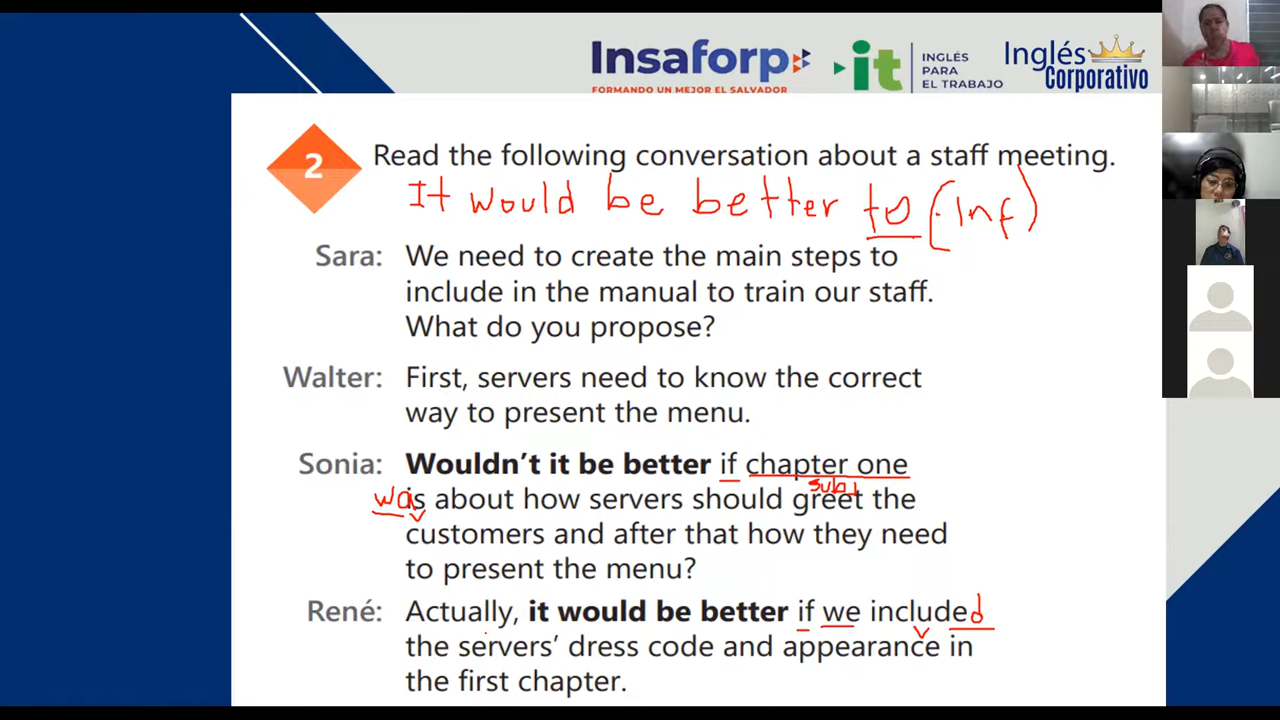 Insaforp it INGLÉS Inglés
PARA
EL TRABAJO Corporativo
FORMANDO UN MEJOR EL SALVADOR
2 Read the following conversation about a staff meeting.
It would be better to (Inf)
Sara: We need to create the main steps to
include in the manual to train our staff.
What do you propose?
Walter: First, servers need to know the correct
way to present the menu.
Sonia: Wouldn't it be better if chapter one
subj
wa is about how servers should greet the
v
customers and after that how they need
to present the menu?
René: Actually, it would be better if we included
v
the servers' dress code and appearance in
the first chapter.